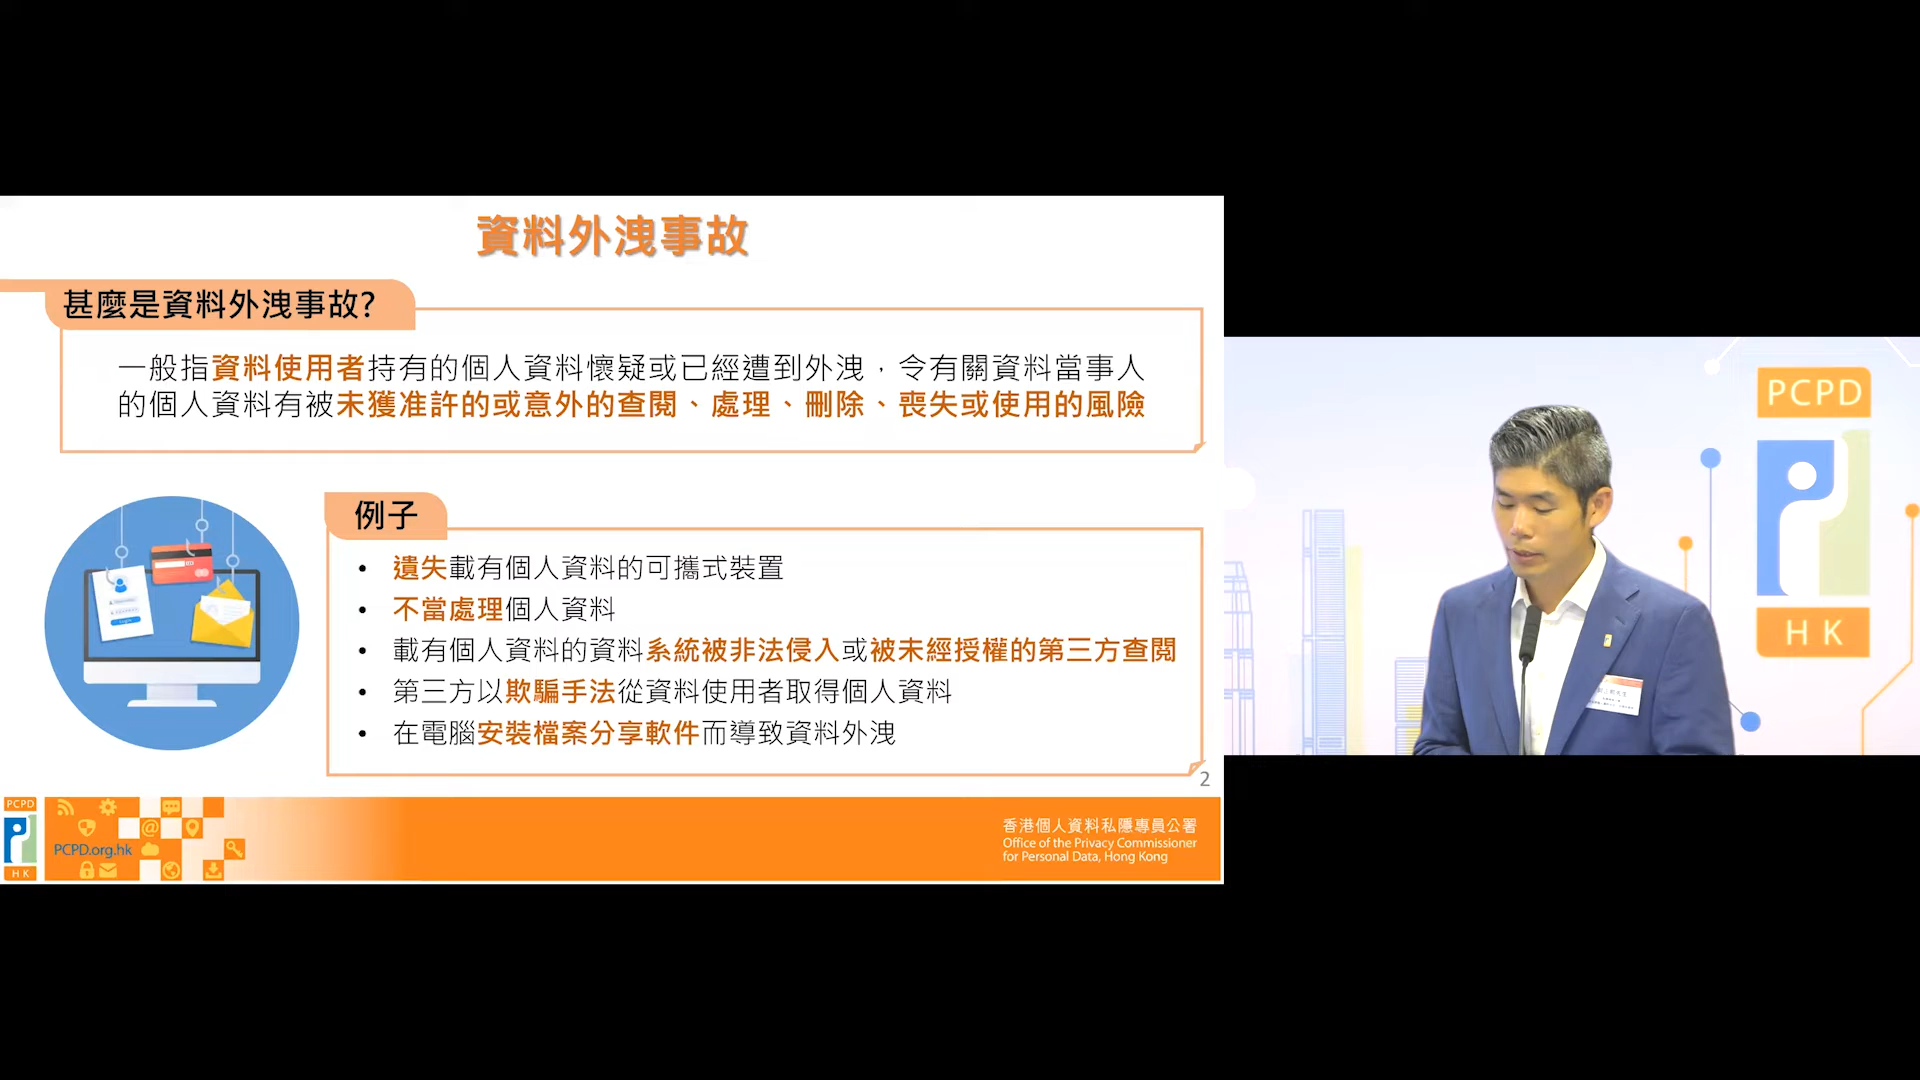 資料外洩事故
甚麼是資料外洩事故?
一般指資料使用者持有的個人資料懷疑或已經遭到外洩，令有關資料當事人
的個人資料有被未獲准許的或意外的查閱、處理、刪除、喪失或使用的風險
例子
• 遺失載有個人資料的可攜式裝置
• 不當處理個人資料
• 載有個人資料的資料系統被非法侵入或被未經授權的第三方查閱
• 第三方以欺騙手法從資料使用者取得個人資料
• 在電腦安裝檔案分享軟件而導致資料外洩
2
PCPD
HK
PCPD.org.hk
香港個人資料私隱專員公署
Office of the Privacy Commissioner
for Personal Data, Hong Kong
PCPD
HK